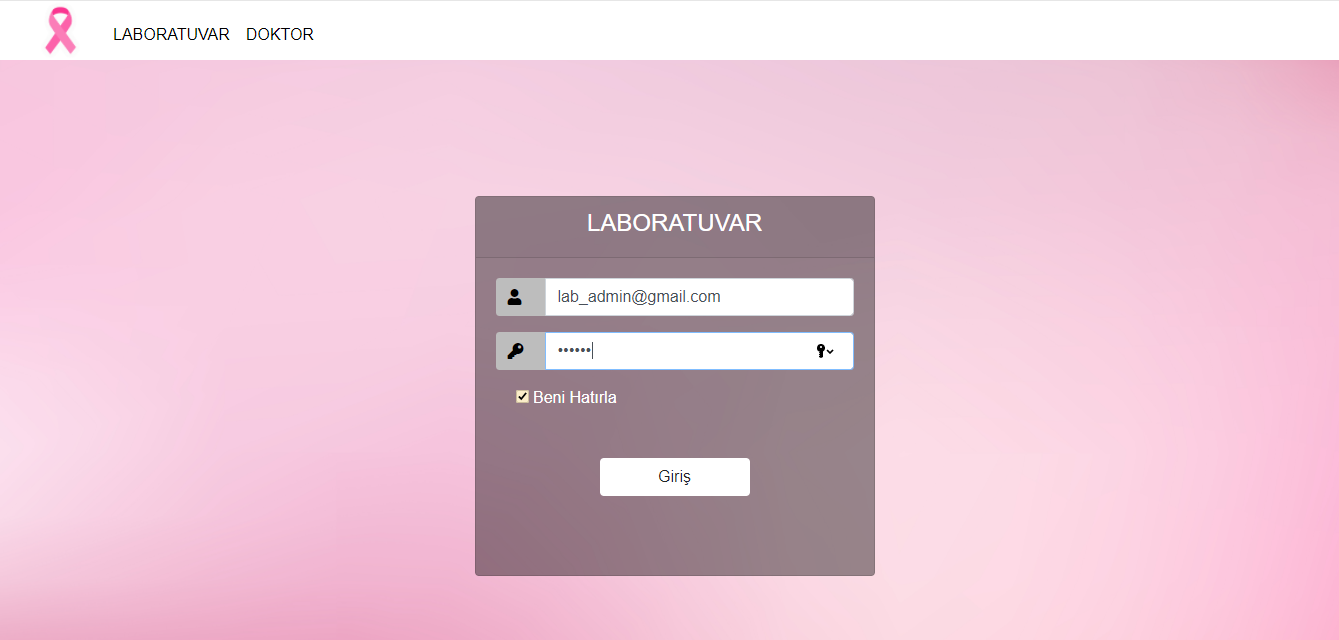 LABORATUVAR DOKTOR
LABORATUVAR
lab_admin@gmail.com
••••••
Beni Hatırla
Giriş